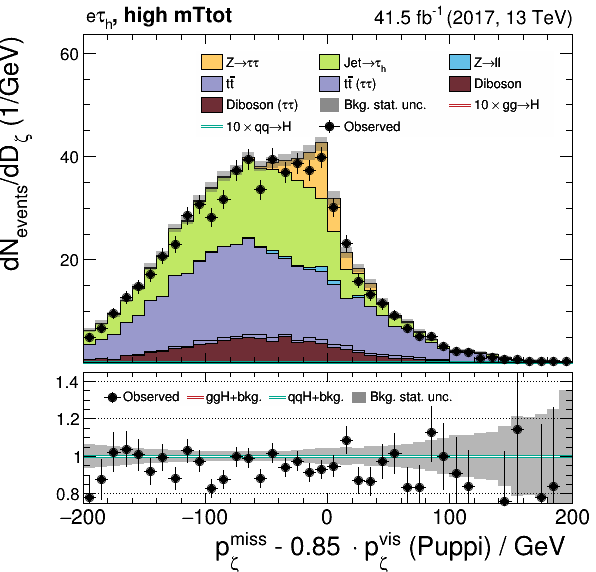 eτh, high mTtot 41.5 fb⁻¹ (2017, 13 TeV)
Z→ττ Jet→τh Z→ll
tt̄ tt̄ (ττ) Diboson
Diboson (ττ) Bkg. stat. unc. 10 × gg→H
10 × qq→H Observed
dNevents/dDζ (1/GeV)
60
40
20
Observed ggH+bkg. qqH+bkg. Bkg. stat. unc.
1.4
1.2
1
0.8
−200 −100 0 100 200
pζmiss - 0.85 · pζvis (Puppi) / GeV